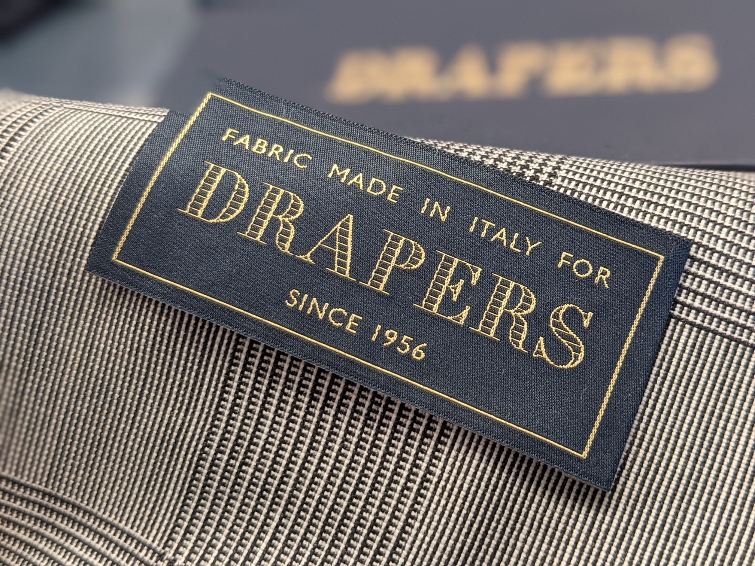 DRAPERS
FABRIC MADE IN ITALY FOR
DRAPERS
SINCE 1956